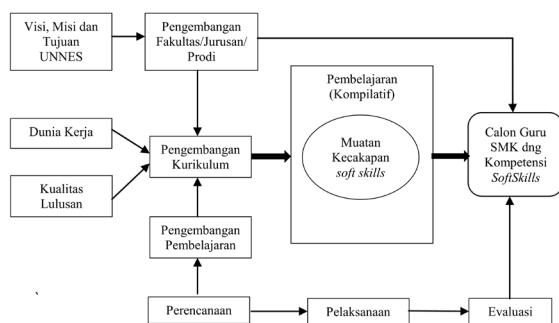 Visi, Misi dan
Tujuan
UNNES
Pengembangan
Fakultas/Jurusan/
Prodi
Pembelajaran
(Kompilatif)
Dunia Kerja
Pengembangan
Kurikulum
Muatan
Kecakapan
soft skills
Calon Guru
SMK dng
Kompetensi
SoftSkills
Kualitas
Lulusan
Pengembangan
Pembelajaran
Perencanaan
Pelaksanaan
Evaluasi